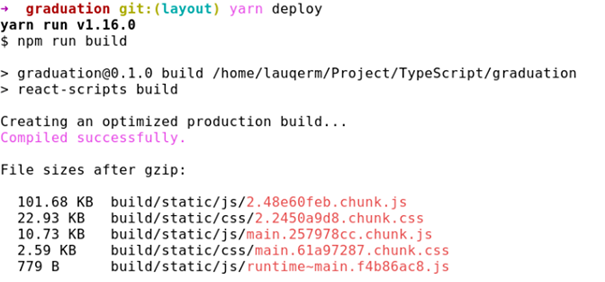 → graduation git:(layout) yarn deploy
yarn run v1.16.0
$ npm run build
> graduation@0.1.0 build /home/lauqerm/Project/TypeScript/graduation
> react-scripts build
Creating an optimized production build...
Compiled successfully.
File sizes after gzip:
101.68 KB build/static/js/2.48e60feb.chunk.js
22.93 KB build/static/css/2.2450a9d8.chunk.css
10.73 KB build/static/js/main.257978cc.chunk.js
2.59 KB build/static/css/main.61a97287.chunk.css
779 B build/static/js/runtime~main.f4b86ac8.js